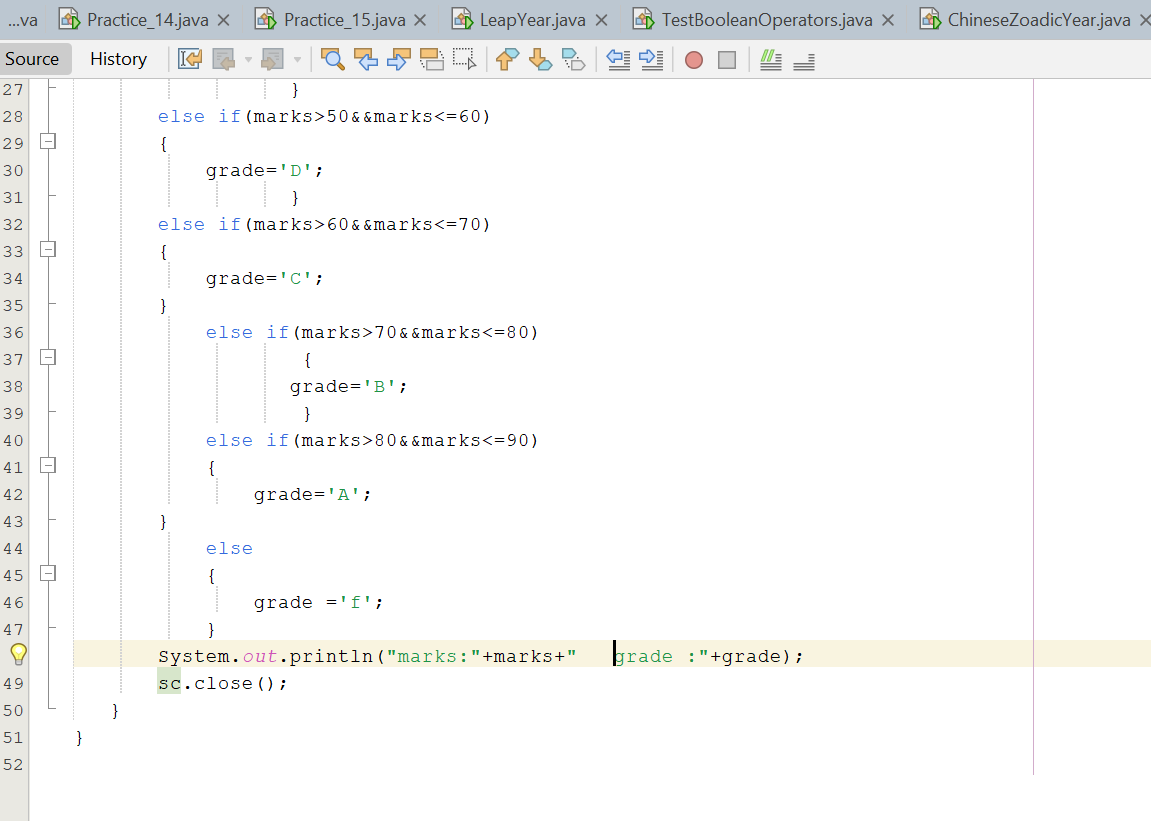 ...va Practice_14.java Practice_15.java LeapYear.java TestBooleanOperators.java ChineseZoadicYear.java
Source History
27 }
28 else if(marks>50&&marks<=60)
29 {
30 grade='D';
31 }
32 else if(marks>60&&marks<=70)
33 {
34 grade='C';
35 }
36 else if(marks>70&&marks<=80)
37 {
38 grade='B';
39 }
40 else if(marks>80&&marks<=90)
41 {
42 grade='A';
43 }
44 else
45 {
46 grade ='f';
47 }
System.out.println("marks:"+marks+"   grade :"+grade);
49 sc.close();
50 }
51 }
52